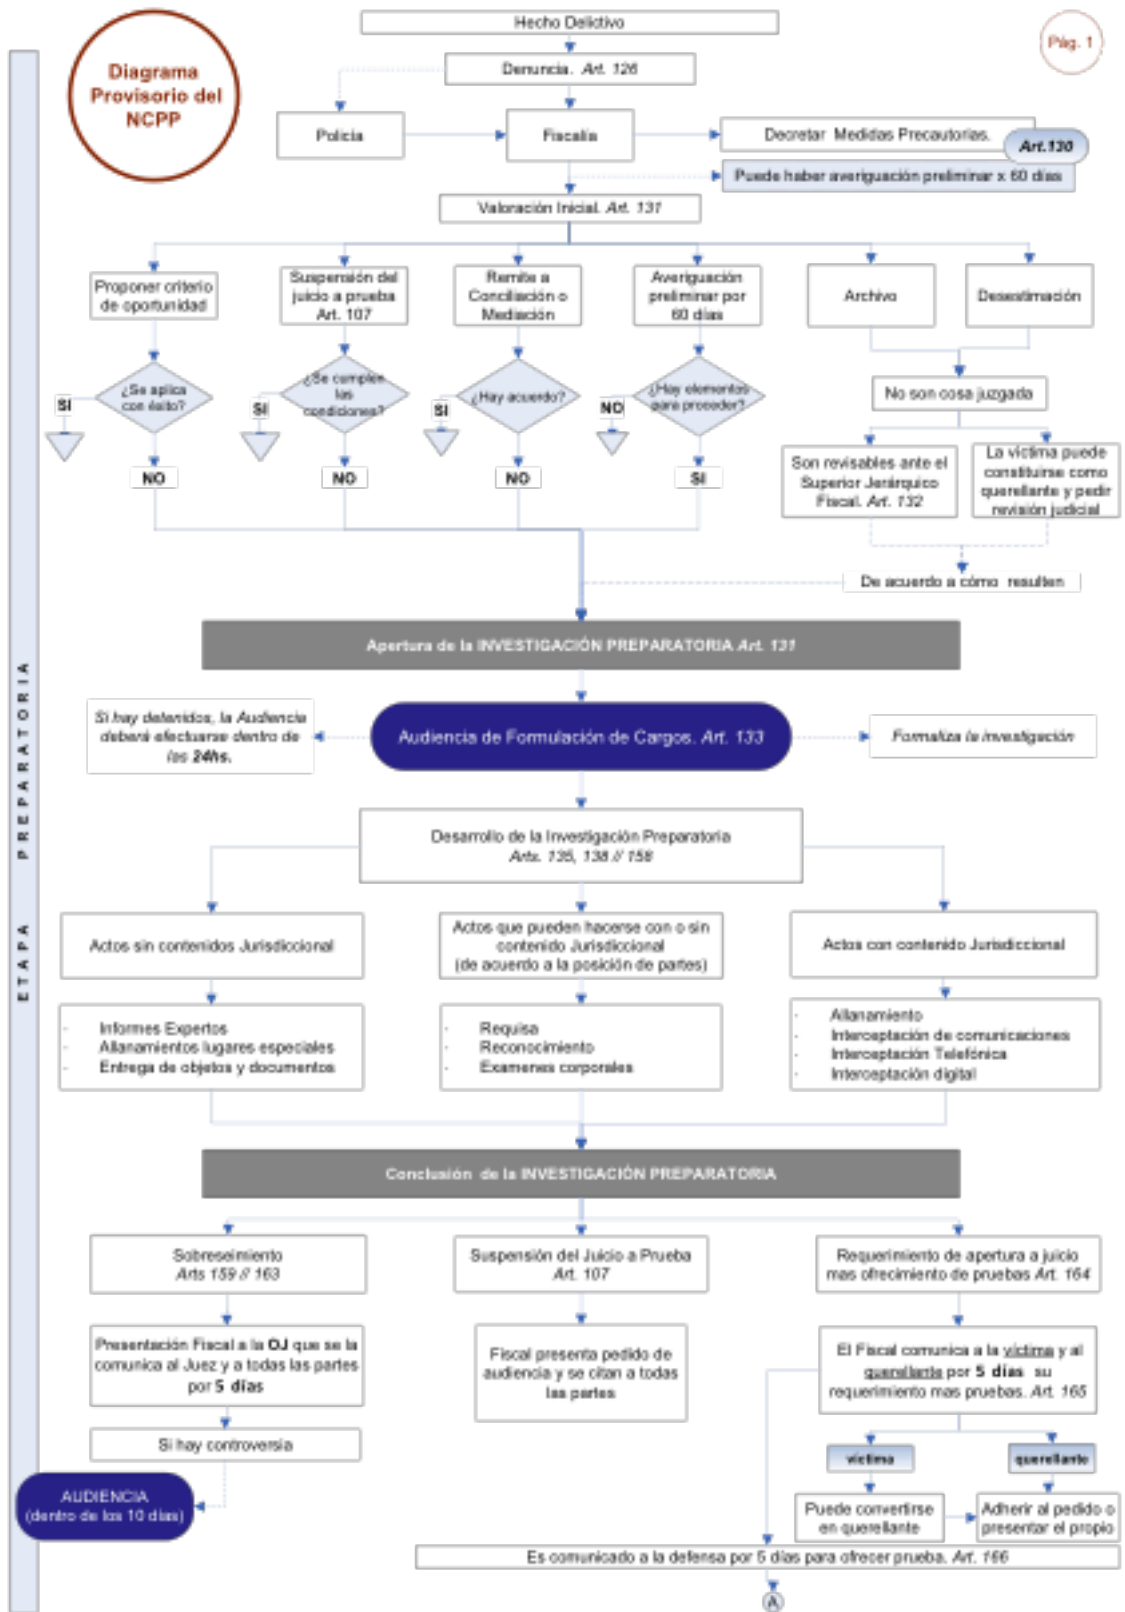 Hecho Delictivo
Pág. 1
Diagrama
Provisorio del
NCPP
Denuncia. Art. 126
Policía
Fiscalía
Decretar Medidas Precautorias.
Art.130
Puede haber averiguación preliminar x 60 días
Valoración Inicial. Art. 131
Proponer criterio
de oportunidad
Suspensión del
juicio a prueba
Art. 107
Remite a
Conciliación o
Mediación
Averiguación
preliminar por
60 días
Archivo
Desestimación
¿Se aplica
con éxito?
SI
NO
¿Se cumplen
las
condiciones?
SI
NO
¿Hay acuerdo?
SI
NO
¿Hay elementos
para proceder?
NO
SI
No son cosa juzgada
Son revisables ante el
Superior Jerárquico
Fiscal. Art. 132
La víctima puede
constituirse como
querellante y pedir
revisión judicial
De acuerdo a cómo resulten
ETAPA PREPARATORIA
Apertura de la INVESTIGACIÓN PREPARATORIA Art. 131
Si hay detenidos, la Audiencia
deberá efectuarse dentro de
las 24hs.
Audiencia de Formulación de Cargos. Art. 133
Formaliza la investigación
Desarrollo de la Investigación Preparatoria
Arts. 135, 138 // 158
Actos sin contenidos Jurisdiccional
Actos que pueden hacerse con o sin
contenido Jurisdiccional
(de acuerdo a la posición de partes)
Actos con contenido Jurisdiccional
- Informes Expertos
- Allanamientos lugares especiales
- Entrega de objetos y documentos
- Requisa
- Reconocimiento
- Examenes corporales
- Allanamiento
- Interceptación de comunicaciones
- Interceptación Telefónica
- Interceptación digital
Conclusión de la INVESTIGACIÓN PREPARATORIA
Sobreseimiento
Arts 159 // 163
Suspensión del Juicio a Prueba
Art. 107
Requerimiento de apertura a juicio
mas ofrecimiento de pruebas Art. 164
Presentación Fiscal a la OJ que se la
comunica al Juez y a todas las partes
por 5 días
Fiscal presenta pedido de
audiencia y se citan a todas
las partes
El Fiscal comunica a la víctima y al
querellante por 5 días su
requerimiento mas pruebas. Art. 165
Si hay controversia
víctima
querellante
AUDIENCIA
(dentro de los 10 días)
Puede convertirse
en querellante
Adherir al pedido o
presentar el propio
Es comunicado a la defensa por 5 días para ofrecer prueba. Art. 166
A